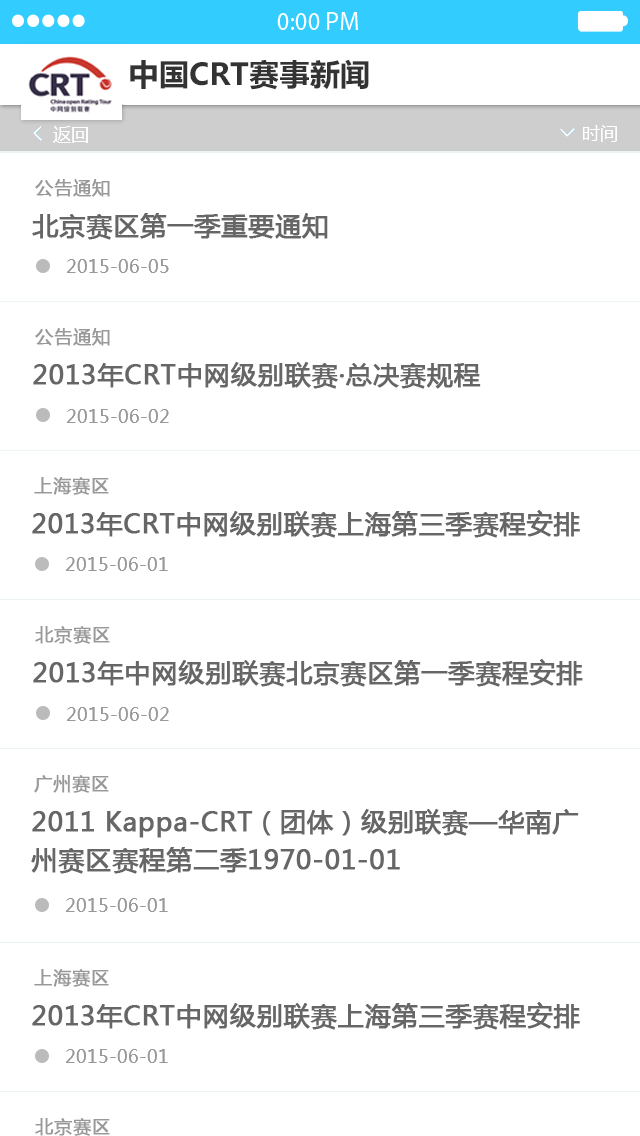 0:00 PM
CRT
China open Rating Tour
中网级别联赛
中国CRT赛事新闻
返回
时间
公告通知
北京赛区第一季重要通知
2015-06-05
公告通知
2013年CRT中网级别联赛·总决赛规程
2015-06-02
上海赛区
2013年CRT中网级别联赛上海第三季赛程安排
2015-06-01
北京赛区
2013年中网级别联赛北京赛区第一季赛程安排
2015-06-02
广州赛区
2011 Kappa-CRT（团体）级别联赛—华南广
州赛区赛程第二季1970-01-01
2015-06-01
上海赛区
2013年CRT中网级别联赛上海第三季赛程安排
2015-06-01
北京赛区